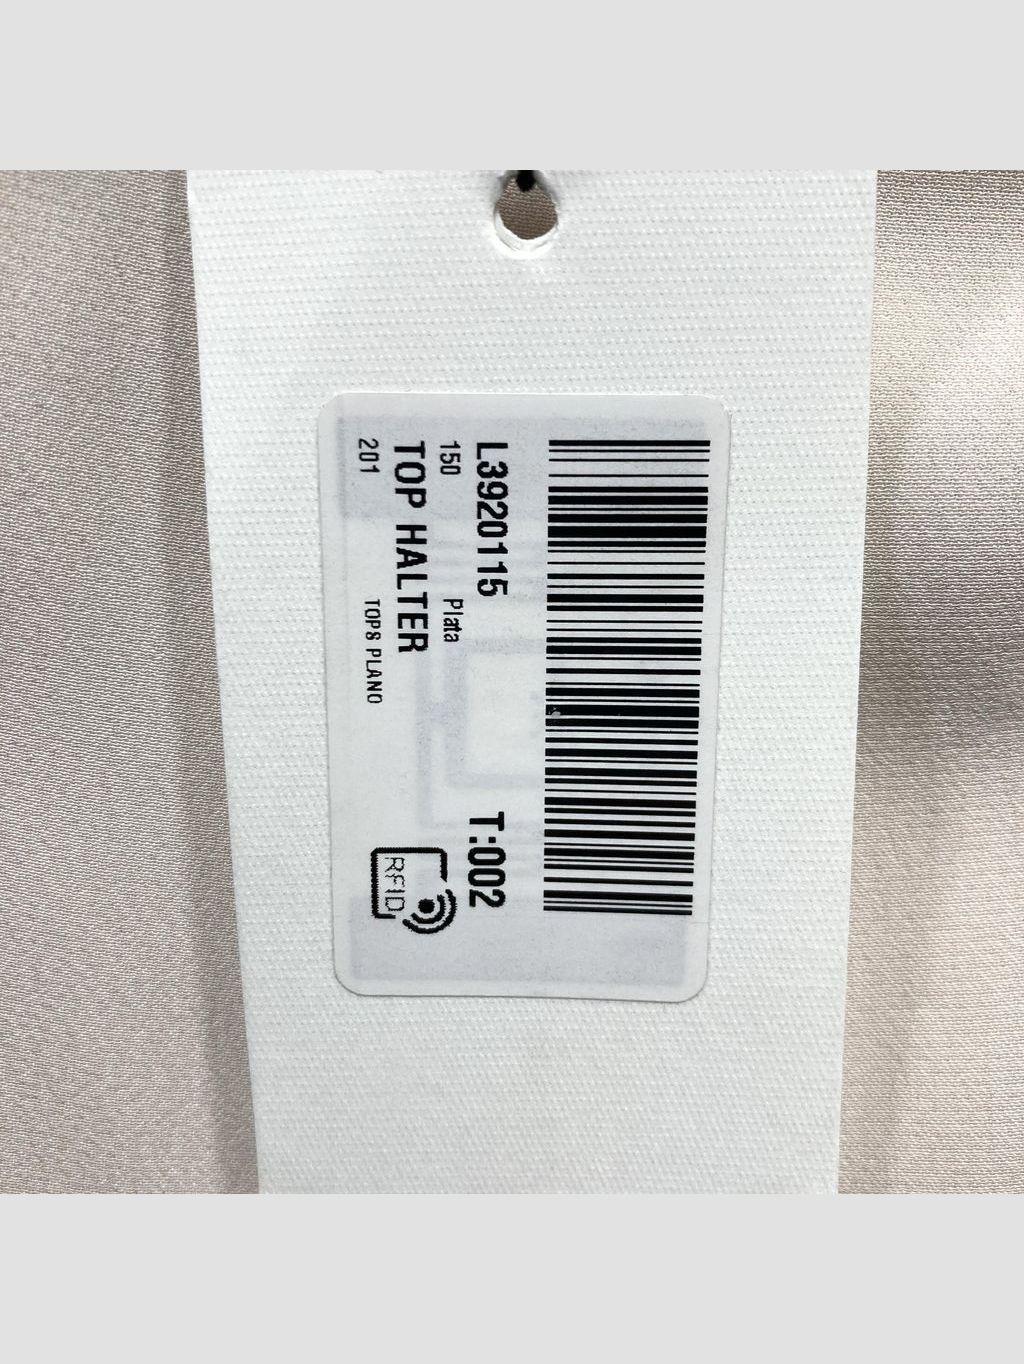 L3920115 T:002
150 Plata
TOP HALTER
201 TOPS PLANO
RFID